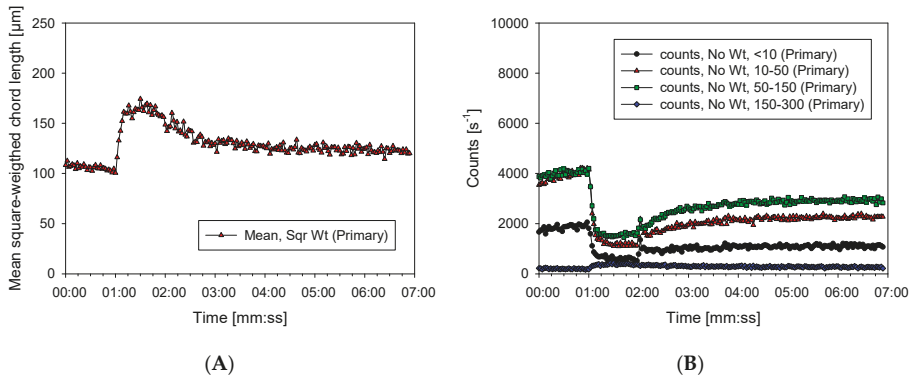 Mean square-weigthed chord length [µm]
250
200
150
100
50
0
Mean, Sqr Wt (Primary)
00:00 01:00 02:00 03:00 04:00 05:00 06:00 07:00
Time [mm:ss]
(A)
Counts [s⁻¹]
10000
8000
6000
4000
2000
0
counts, No Wt, <10 (Primary)
counts, No Wt, 10-50 (Primary)
counts, No Wt, 50-150 (Primary)
counts, No Wt, 150-300 (Primary)
00:00 01:00 02:00 03:00 04:00 05:00 06:00 07:00
Time [mm:ss]
(B)